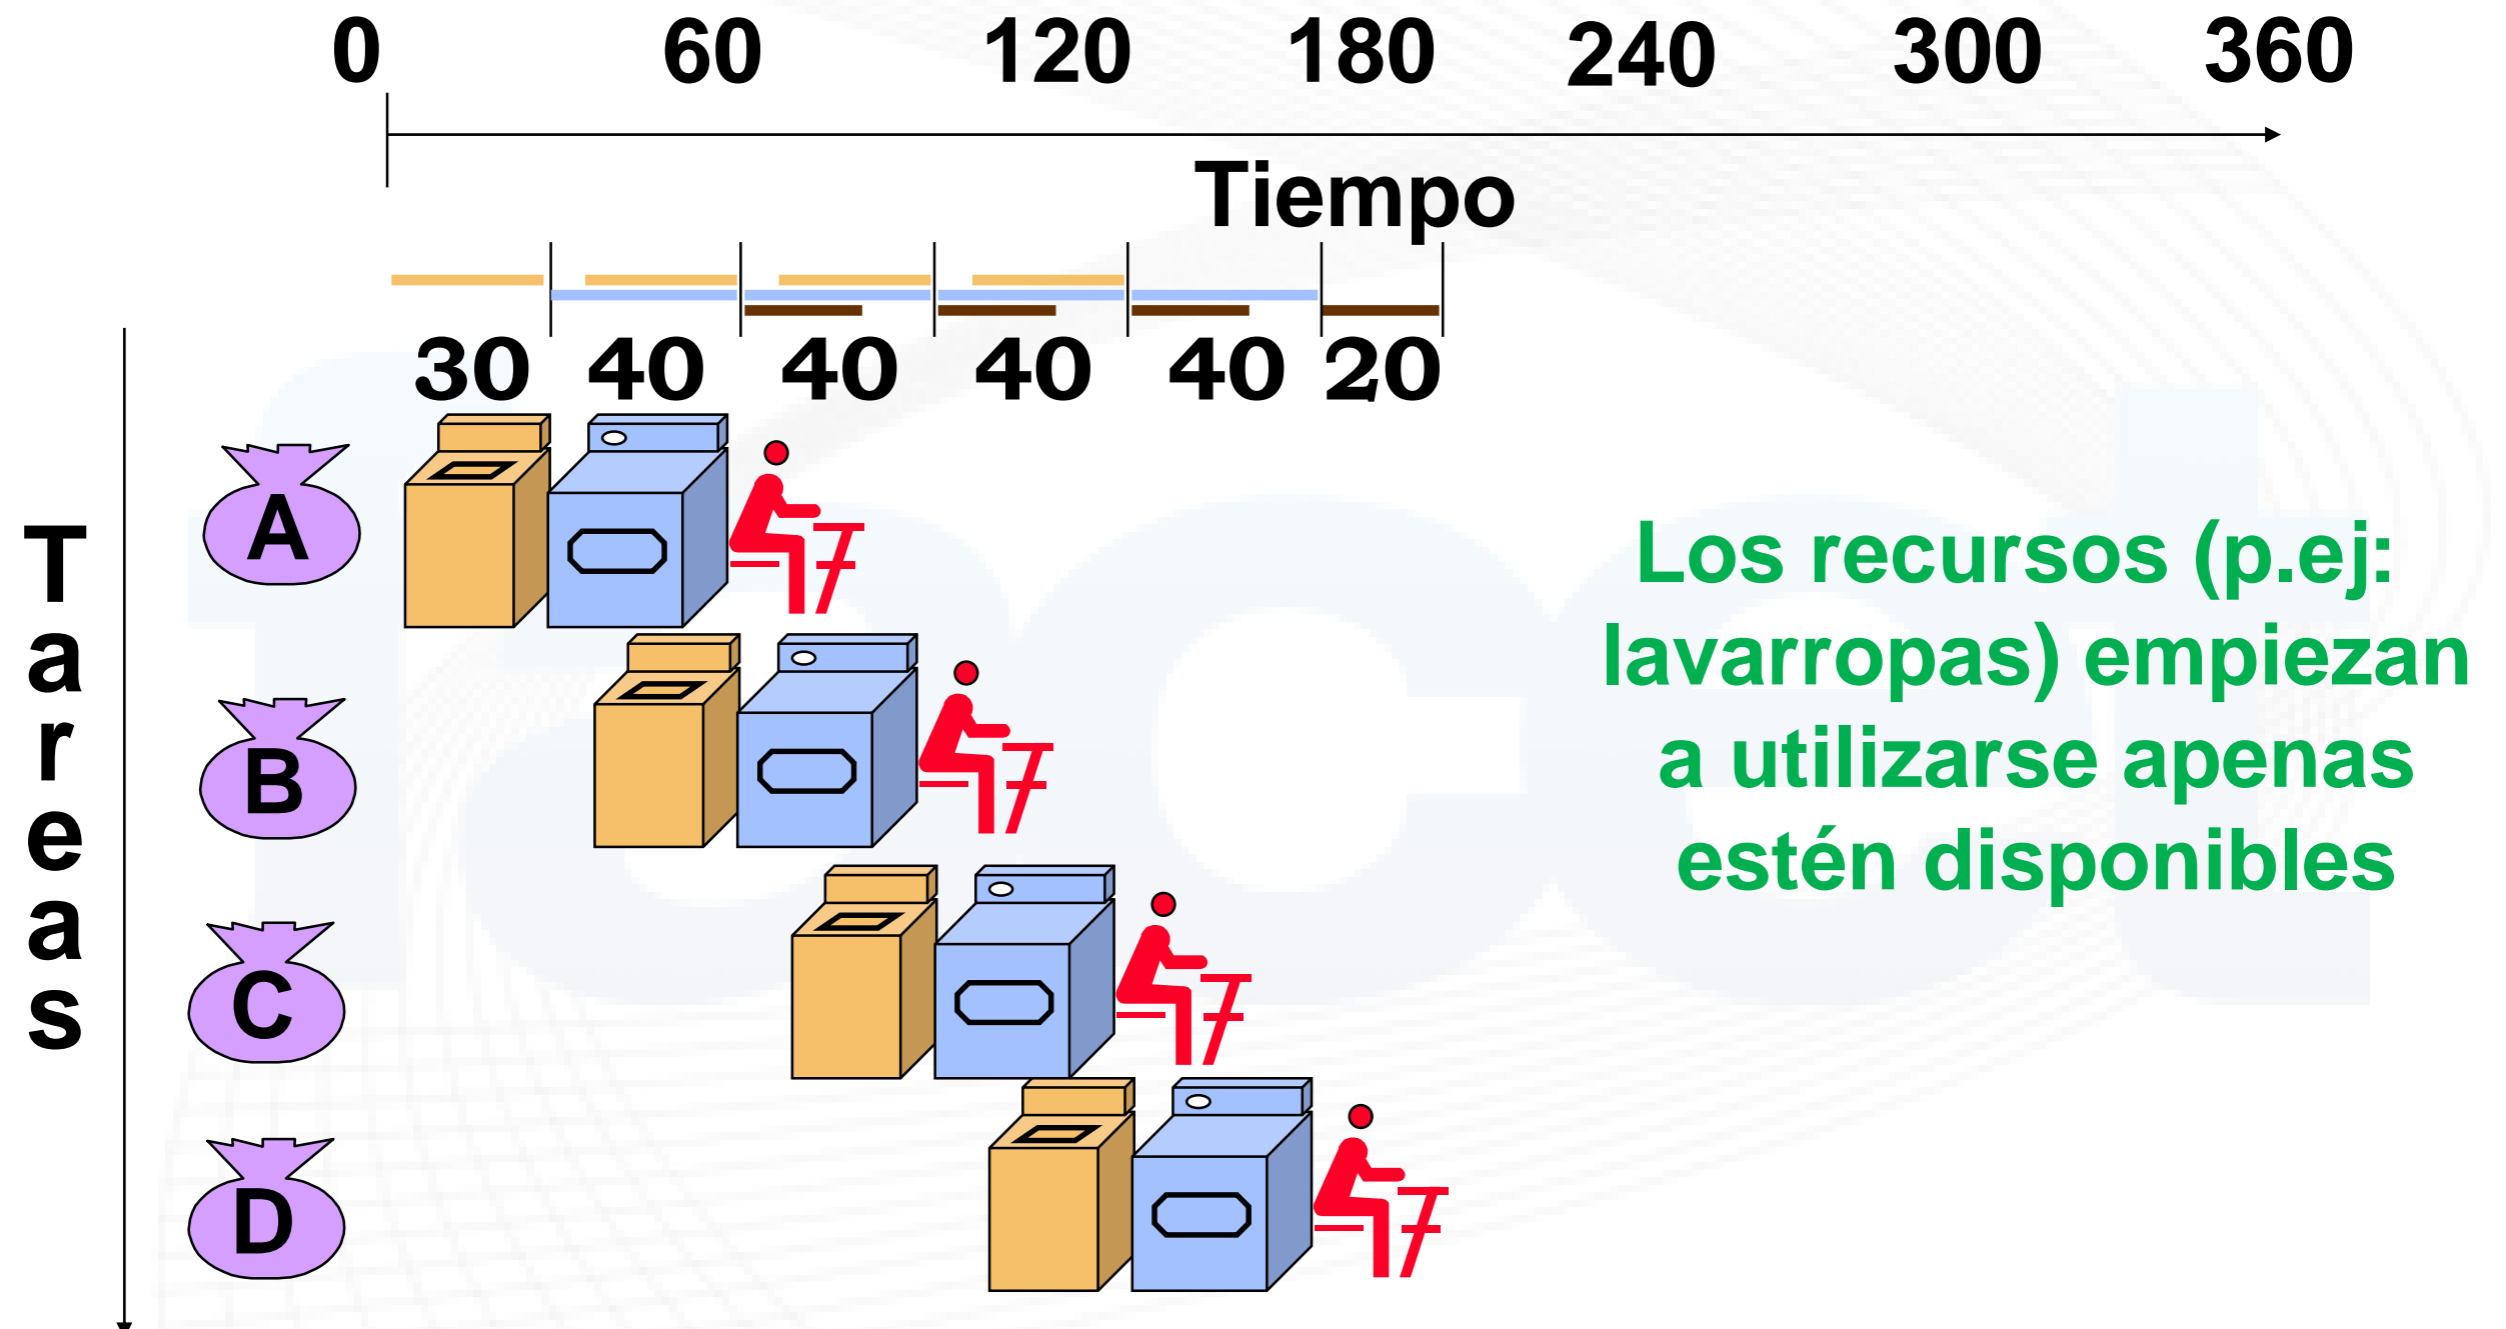 0 60 120 180 240 300 360
Tiempo
30 40 40 40 40 20
Tareas
A
B
C
D
Los recursos (p.ej:
lavarropas) empiezan
a utilizarse apenas
estén disponibles